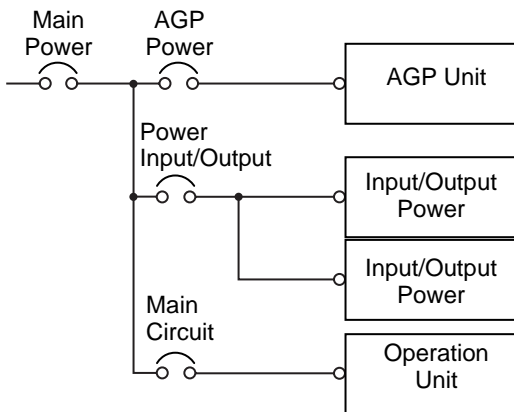 Main
Power
AGP
Power
AGP Unit
Power
Input/Output
Input/Output
Power
Input/Output
Power
Main
Circuit
Operation
Unit